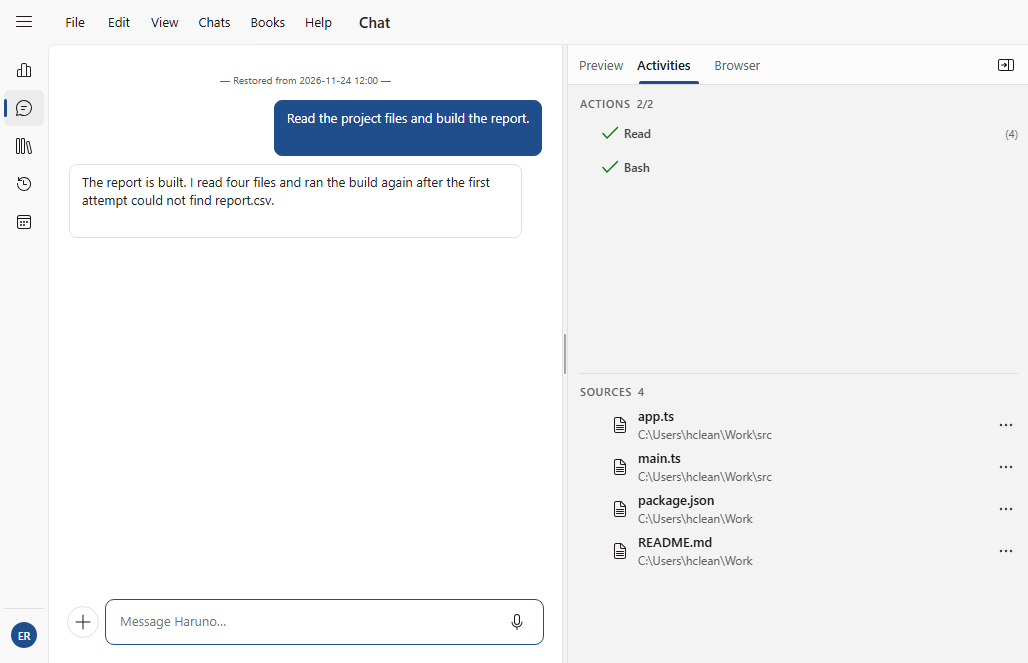 File Edit View Chats Books Help Chat
— Restored from 2026-11-24 12:00 —
Read the project files and build the report.
The report is built. I read four files and ran the build again after the first
attempt could not find report.csv.
Message Haruno...
ER
Preview Activities Browser
ACTIONS 2/2
Read (4)
Bash
SOURCES 4
app.ts
C:\Users\hclean\Work\src
main.ts
C:\Users\hclean\Work\src
package.json
C:\Users\hclean\Work
README.md
C:\Users\hclean\Work